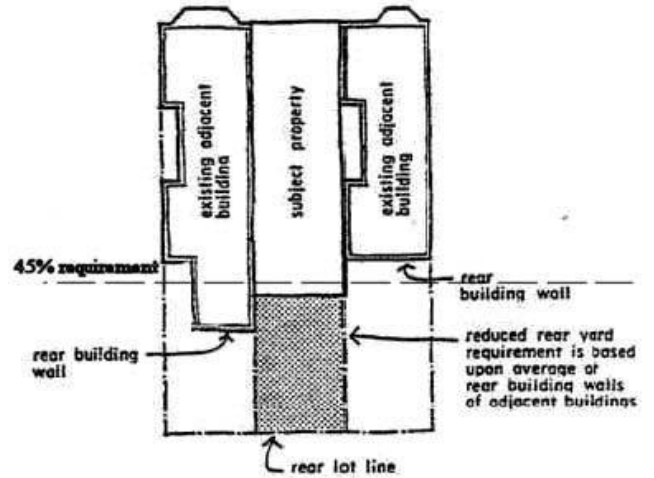 existing adjacent
building
subject property
existing adjacent
building
45% requirement
rear
building wall
rear building
wall
reduced rear yard
requirement is based
upon average or
rear building walls
of adjacent buildings
rear lot line